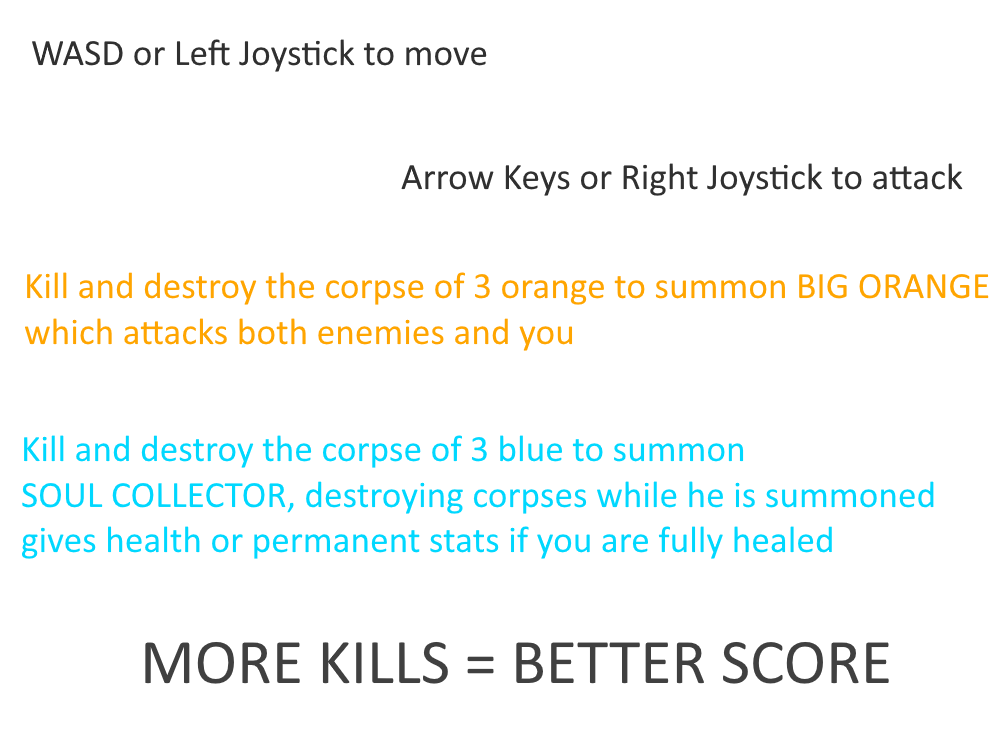 WASD or Left Joystick to move
Arrow Keys or Right Joystick to attack
Kill and destroy the corpse of 3 orange to summon BIG ORANGE
which attacks both enemies and you
Kill and destroy the corpse of 3 blue to summon
SOUL COLLECTOR, destroying corpses while he is summoned
gives health or permanent stats if you are fully healed
MORE KILLS = BETTER SCORE